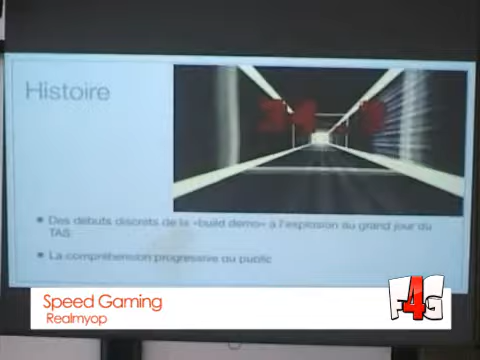 Histoire
Des débuts discrets de la «build demo» à l'explosion au grand jour du
TAS
La compréhension progressive du public
Speed Gaming
Realmyop
F4G